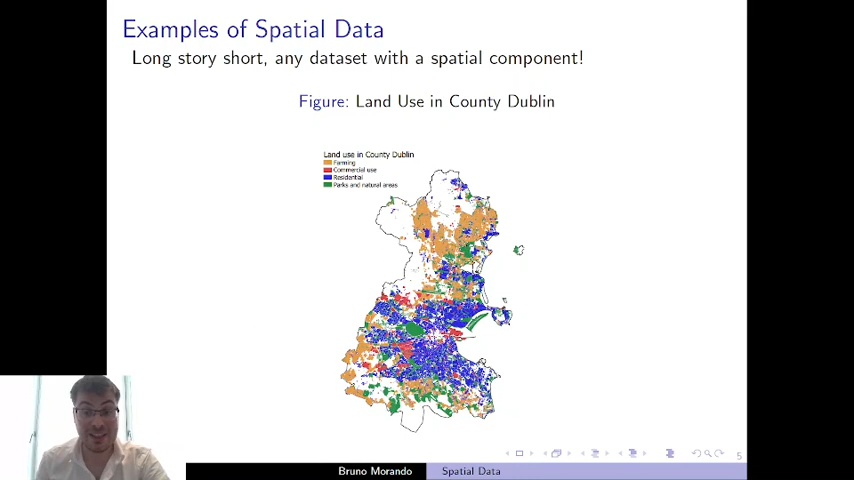 Examples of Spatial Data
Long story short, any dataset with a spatial component!
Figure: Land Use in County Dublin
Land use in County Dublin
Farming
Commercial use
Residential
Parks and natural areas
5
Bruno Morando
Spatial Data